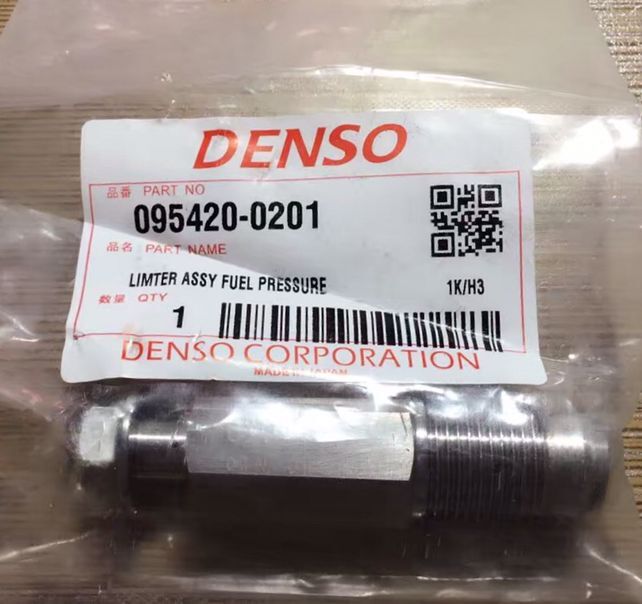 DENSO
品番 PART NO
095420-0201
品名 PART NAME
LIMTER ASSY FUEL PRESSURE 1K/H3
数量 QTY
1
DENSO CORPORATION
MADE IN JAPAN